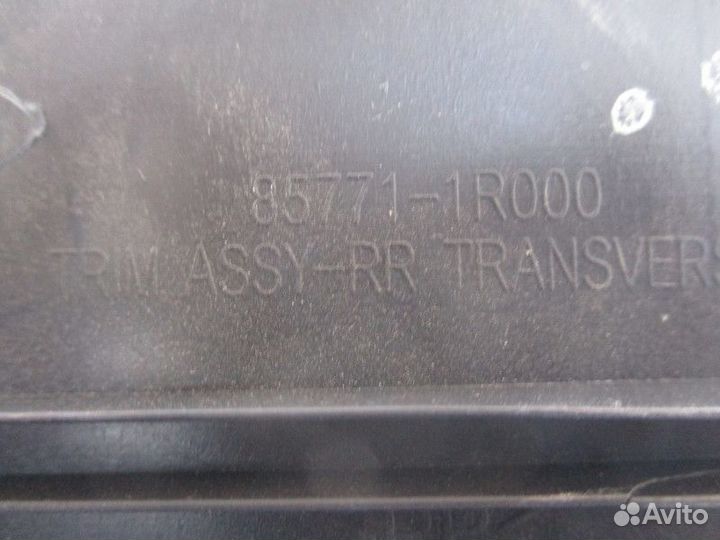 85771-1R000
TRIM ASSY-RR TRANSVERS
Avito